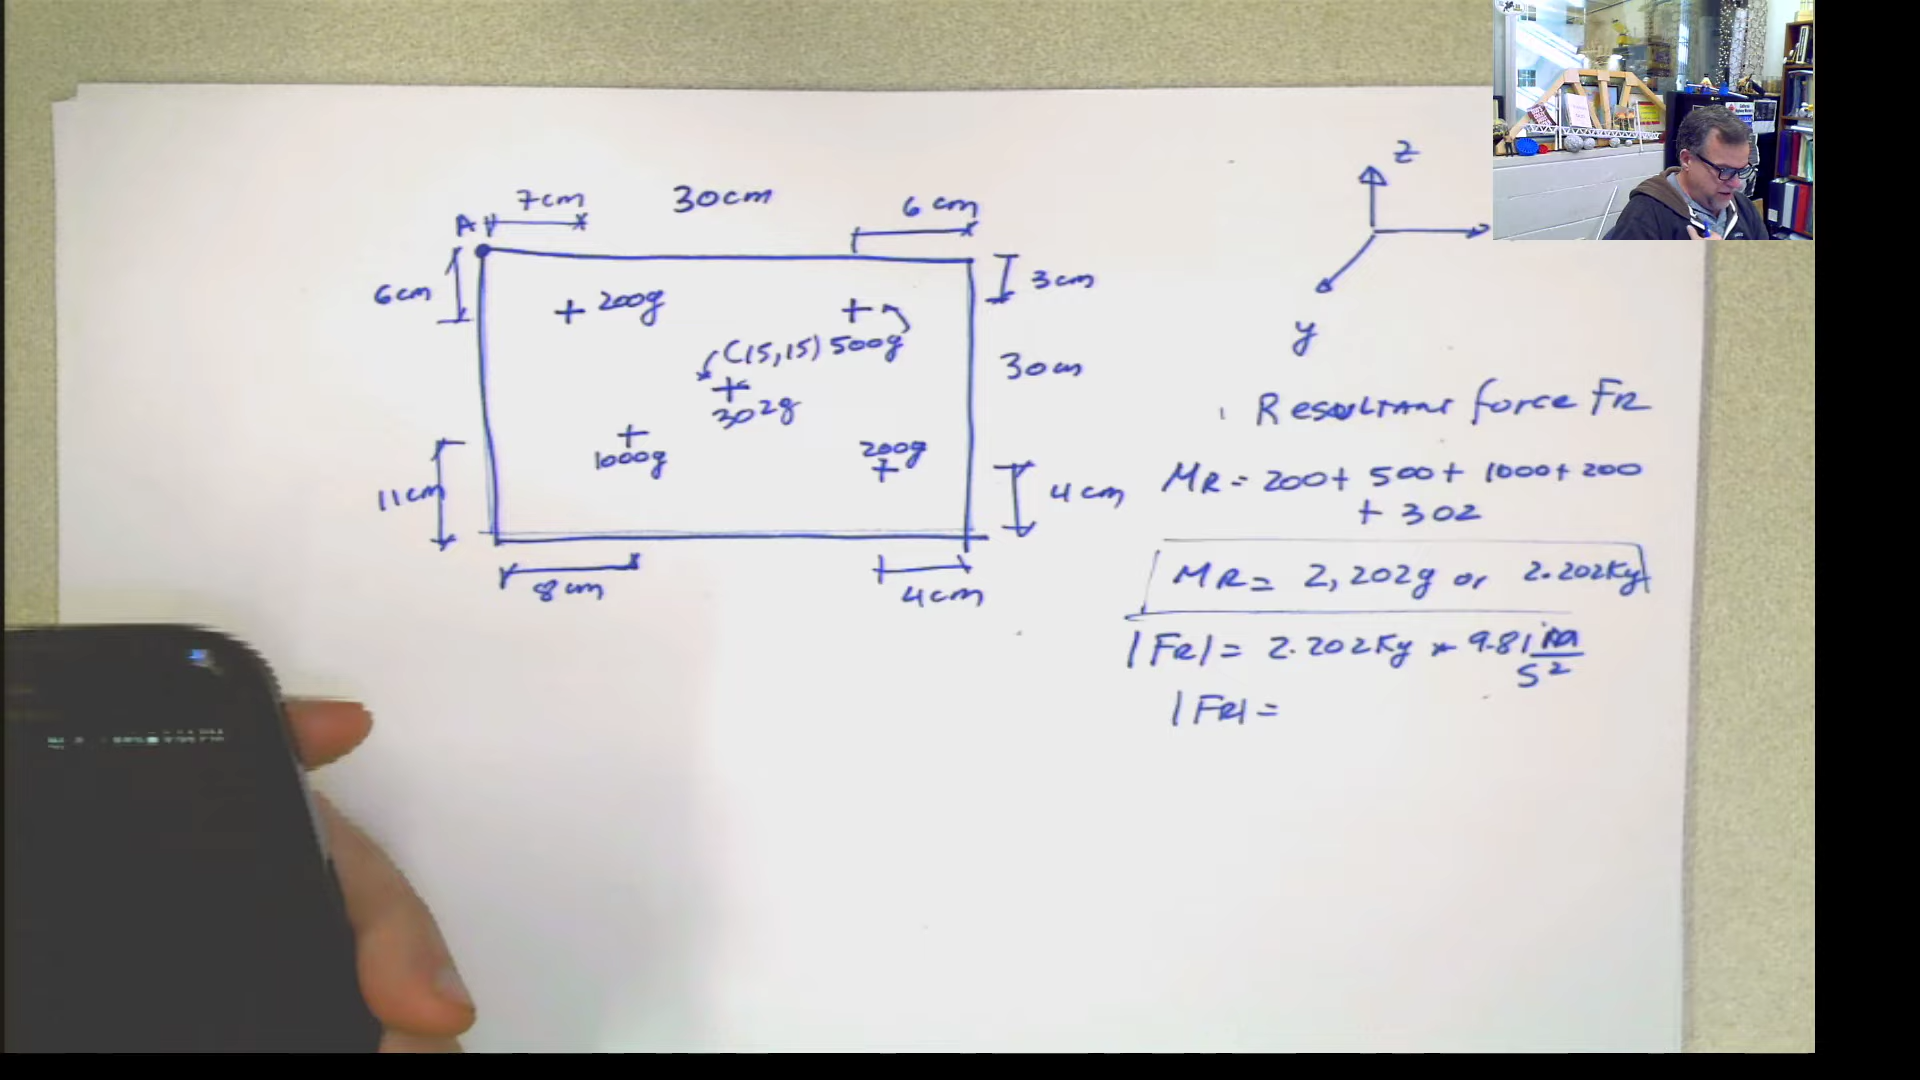 7cm
30cm
6cm
A
z
6cm
3cm
+ 200g
+
(15,15) 500g
30cm
y
+
302g
Resultant force FR
+
1000g
200g
+
11cm
4cm
MR = 200 + 500 + 1000 + 200
+ 302
8cm
4cm
MR = 2,202g or 2.202Kg
|FR| = 2.202Kg * 9.81 m/s²
|FR| =